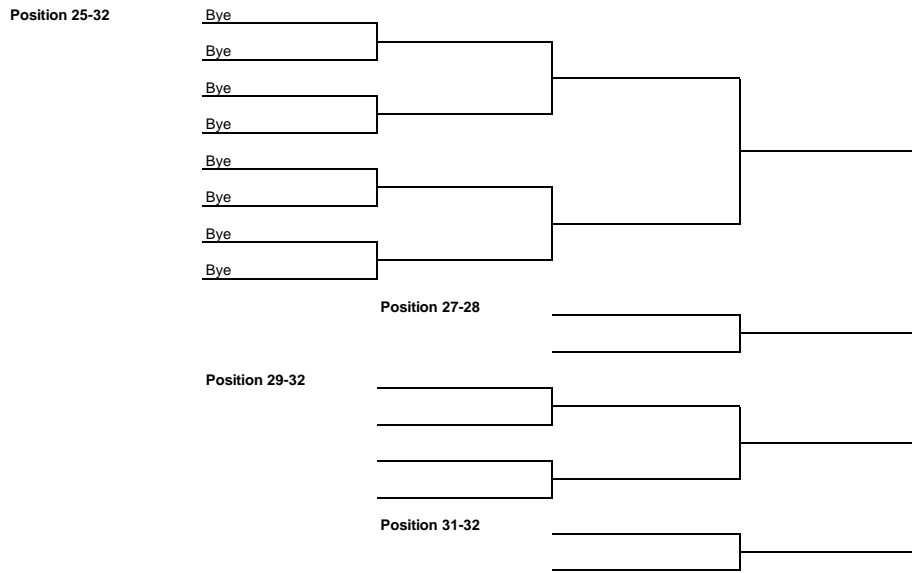 Position 25-32
Bye
Bye
Bye
Bye
Bye
Bye
Bye
Bye
Position 27-28
Position 29-32
Position 31-32